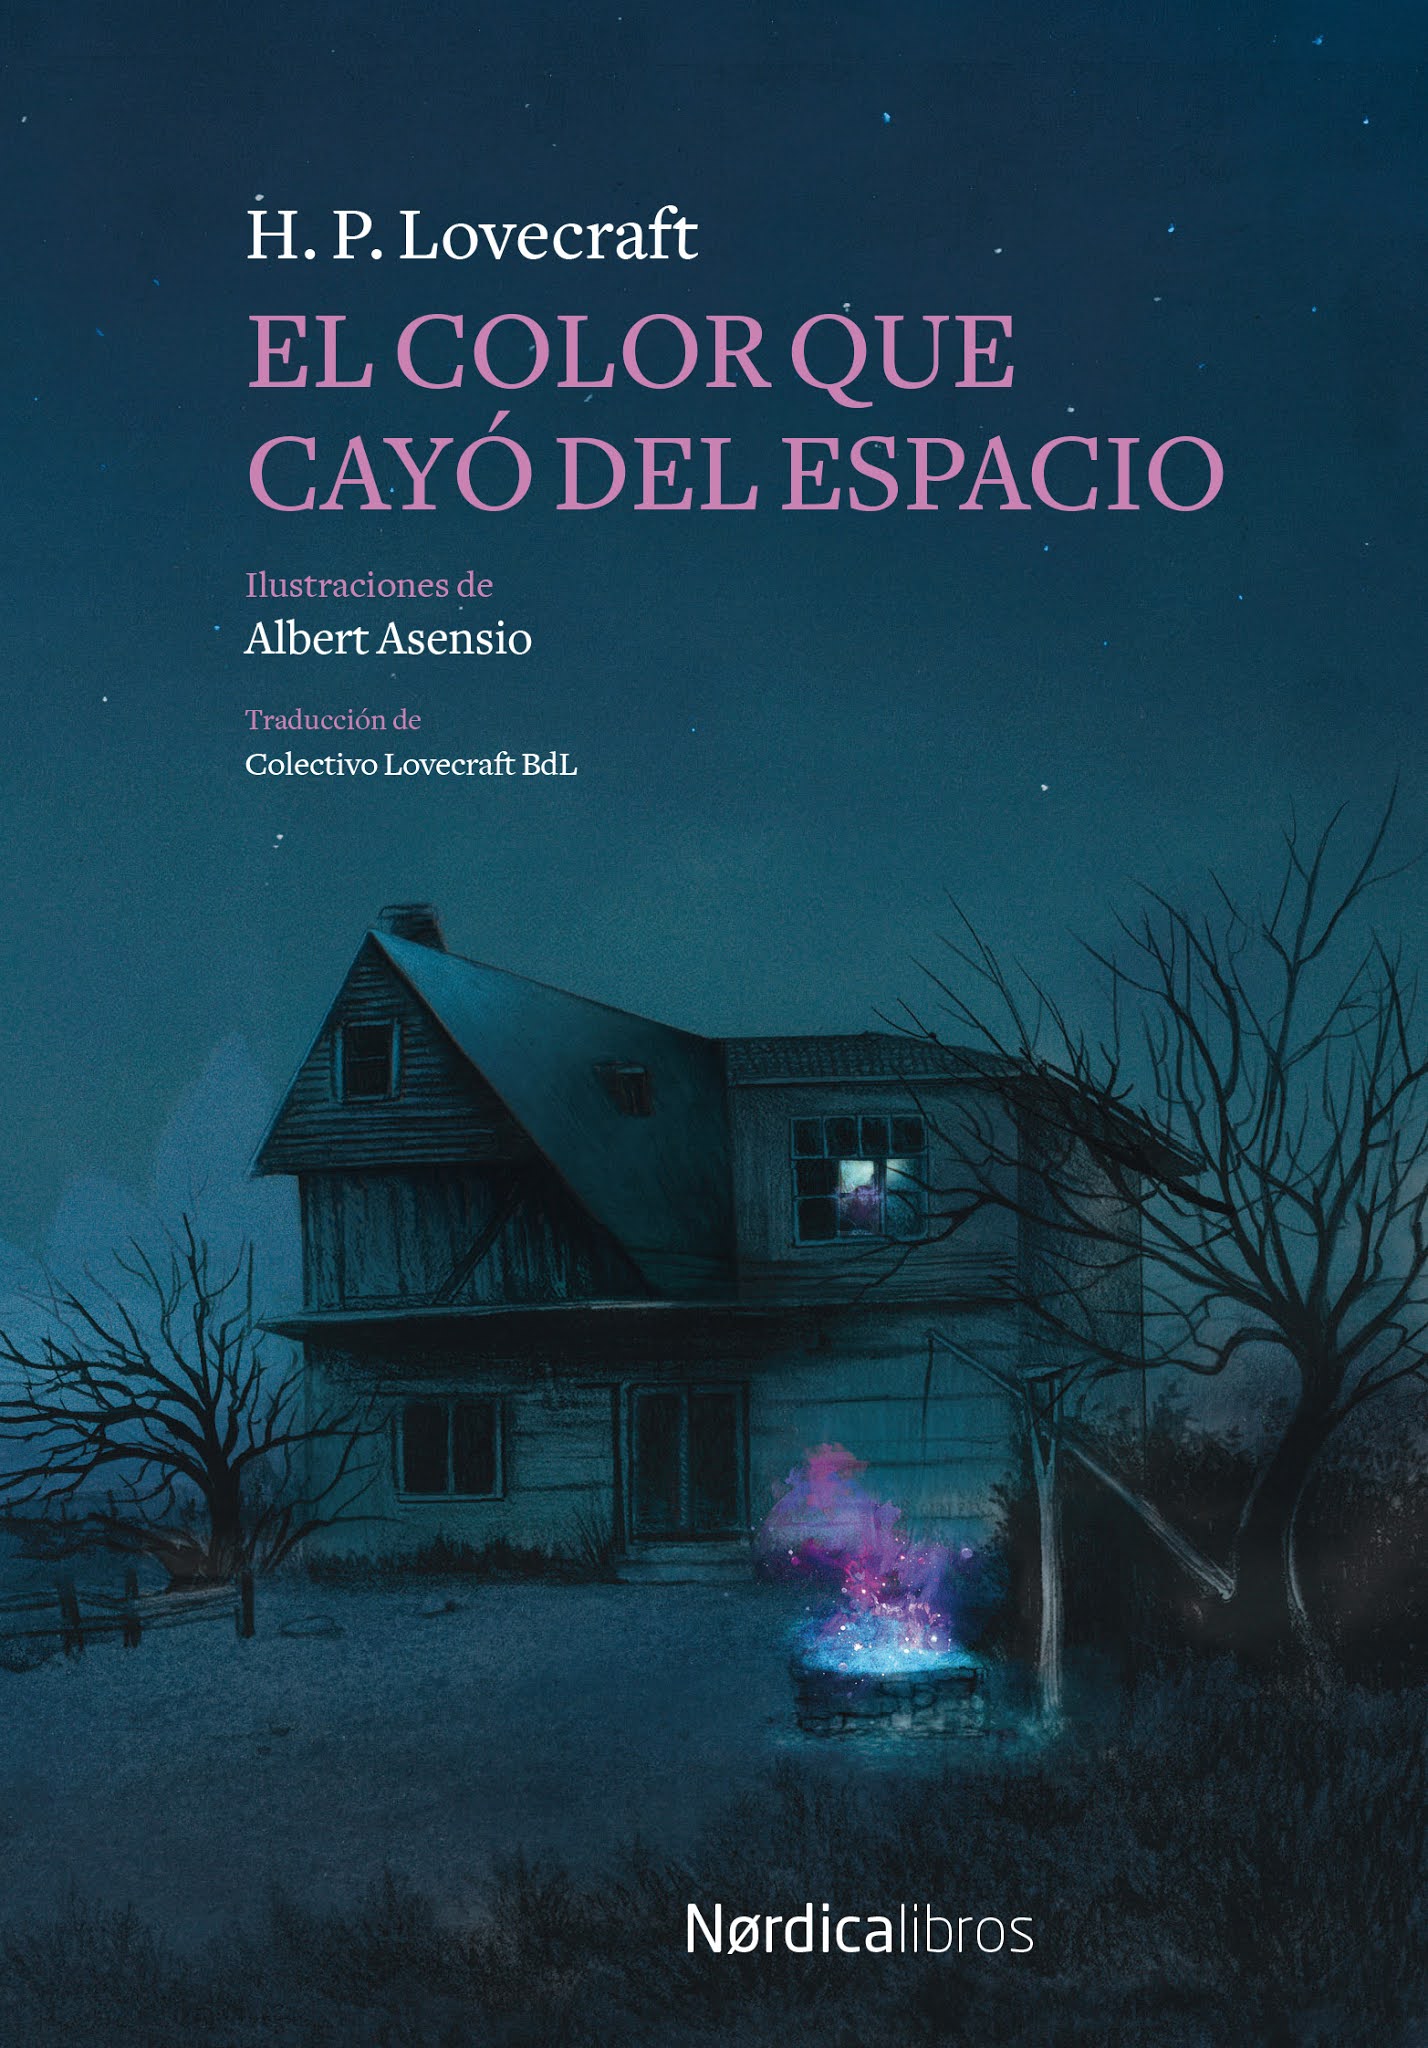 H. P. Lovecraft
EL COLOR QUE
CAYÓ DEL ESPACIO
Ilustraciones de
Albert Asensio
Traducción de
Colectivo Lovecraft BdL
Nørdicalibros